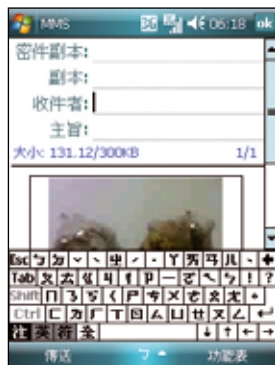 MMS 06:18 ok
密件副本:
副本:
收件者:
主旨:
大小: 131.12/300KB 1/1
Esc ㄅ ㄉ ˇ ˋ ㄓ ˊ ˙ ㄚ ㄞ ㄢ ㄦ
Tab ㄆ ㄊ ㄍ ㄐ ㄔ ㄗ ㄧ ㄛ ㄟ ㄣ ! ?
Shift ㄇ ㄋ ㄎ ㄑ ㄕ ㄘ ㄨ ㄜ ㄠ ㄤ
Ctrl ㄈ ㄏ ㄒ ㄖ ㄙ ㄩ ㄝ ㄡ ㄥ
注 英 符
傳送 ㄅ 功能表